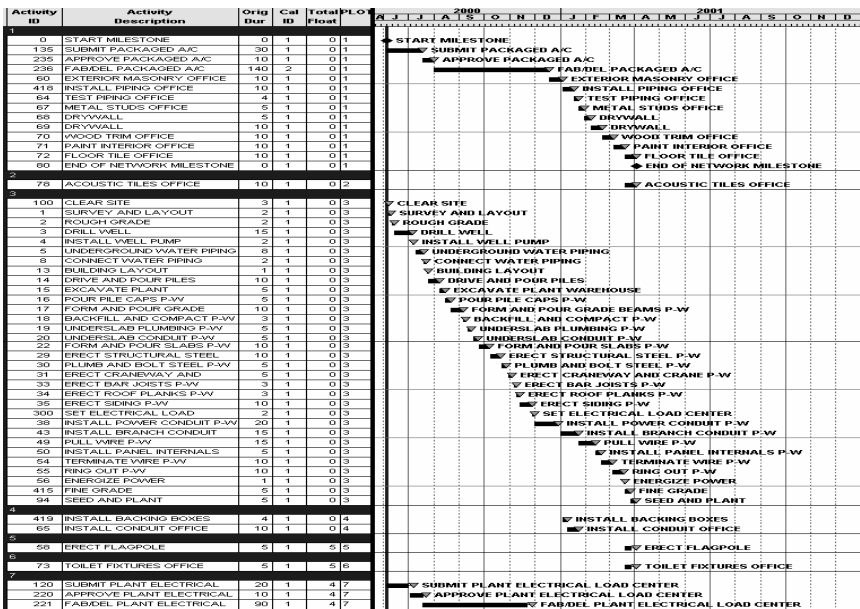 Activity ID Activity Description Orig Dur Cal ID Total Float PLOT 2000 2001
A J J A S O N D J F M A M J J A S O N D
1
0 START MILESTONE 0 1 0 1 START MILESTONE
135 SUBMIT PACKAGED A/C 30 1 0 1 SUBMIT PACKAGED A/C
235 APPROVE PACKAGED A/C 10 1 0 1 APPROVE PACKAGED A/C
236 FAB/DEL PACKAGED A/C 140 2 0 1 FAB/DEL PACKAGED A/C
60 EXTERIOR MASONRY OFFICE 10 1 0 1 EXTERIOR MASONRY OFFICE
418 INSTALL PIPING OFFICE 10 1 0 1 INSTALL PIPING OFFICE
64 TEST PIPING OFFICE 4 1 0 1 TEST PIPING OFFICE
67 METAL STUDS OFFICE 5 1 0 1 METAL STUDS OFFICE
68 DRYWALL 5 1 0 1 DRYWALL
69 DRYWALL 10 1 0 1 DRYWALL
70 WOOD TRIM OFFICE 10 1 0 1 WOOD TRIM OFFICE
71 PAINT INTERIOR OFFICE 10 1 0 1 PAINT INTERIOR OFFICE
72 FLOOR TILE OFFICE 10 1 0 1 FLOOR TILE OFFICE
80 END OF NETWORK MILESTONE 0 1 0 1 END OF NETWORK MILESTONE
2
78 ACOUSTIC TILES OFFICE 10 1 0 2 ACOUSTIC TILES OFFICE
3
100 CLEAR SITE 3 1 0 3 CLEAR SITE
1 SURVEY AND LAYOUT 2 1 0 3 SURVEY AND LAYOUT
2 ROUGH GRADE 2 1 0 3 ROUGH GRADE
3 DRILL WELL 15 1 0 3 DRILL WELL
4 INSTALL WELL PUMP 2 1 0 3 INSTALL WELL PUMP
5 UNDERGROUND WATER PIPING 8 1 0 3 UNDERGROUND WATER PIPING
8 CONNECT WATER PIPING 2 1 0 3 CONNECT WATER PIPING
13 BUILDING LAYOUT 1 1 0 3 BUILDING LAYOUT
14 DRIVE AND POUR PILES 10 1 0 3 DRIVE AND POUR PILES
15 EXCAVATE PLANT 5 1 0 3 EXCAVATE PLANT WAREHOUSE
16 POUR PILE CAPS P-W 5 1 0 3 POUR PILE CAPS P-W
17 FORM AND POUR GRADE 10 1 0 3 FORM AND POUR GRADE BEAMS P-W
18 BACKFILL AND COMPACT P-W 3 1 0 3 BACKFILL AND COMPACT P-W
19 UNDERSLAB PLUMBING P-W 5 1 0 3 UNDERSLAB PLUMBING P-W
20 UNDERSLAB CONDUIT P-W 5 1 0 3 UNDERSLAB CONDUIT P-W
22 FORM AND POUR SLABS P-W 10 1 0 3 FORM AND POUR SLABS P-W
29 ERECT STRUCTURAL STEEL 10 1 0 3 ERECT STRUCTURAL STEEL P-W
30 PLUMB AND BOLT STEEL P-W 5 1 0 3 PLUMB AND BOLT STEEL P-W
31 ERECT CRANEWAY AND 5 1 0 3 ERECT CRANEWAY AND CRANE P-W
33 ERECT BAR JOISTS P-W 3 1 0 3 ERECT BAR JOISTS P-W
34 ERECT ROOF PLANKS P-W 3 1 0 3 ERECT ROOF PLANKS P-W
35 ERECT SIDING P-W 10 1 0 3 ERECT SIDING P-W
300 SET ELECTRICAL LOAD 2 1 0 3 SET ELECTRICAL LOAD CENTER
38 INSTALL POWER CONDUIT P-W 20 1 0 3 INSTALL POWER CONDUIT P-W
43 INSTALL BRANCH CONDUIT 15 1 0 3 INSTALL BRANCH CONDUIT P-W
49 PULL WIRE P-W 15 1 0 3 PULL WIRE P-W
50 INSTALL PANEL INTERNALS 5 1 0 3 INSTALL PANEL INTERNALS P-W
54 TERMINATE WIRE P-W 10 1 0 3 TERMINATE WIRE P-W
55 RING OUT P-W 10 1 0 3 RING OUT P-W
56 ENERGIZE POWER 1 1 0 3 ENERGIZE POWER
415 FINE GRADE 5 1 0 3 FINE GRADE
94 SEED AND PLANT 5 1 0 3 SEED AND PLANT
4
419 INSTALL BACKING BOXES 4 1 0 4 INSTALL BACKING BOXES
65 INSTALL CONDUIT OFFICE 10 1 0 4 INSTALL CONDUIT OFFICE
5
58 ERECT FLAGPOLE 5 1 5 5 ERECT FLAGPOLE
6
73 TOILET FIXTURES OFFICE 5 1 5 6 TOILET FIXTURES OFFICE
7
120 SUBMIT PLANT ELECTRICAL 20 1 4 7 SUBMIT PLANT ELECTRICAL LOAD CENTER
220 APPROVE PLANT ELECTRICAL 10 1 4 7 APPROVE PLANT ELECTRICAL LOAD CENTER
221 FAB/DEL PLANT ELECTRICAL 90 1 4 7 FAB/DEL PLANT ELECTRICAL LOAD CENTER